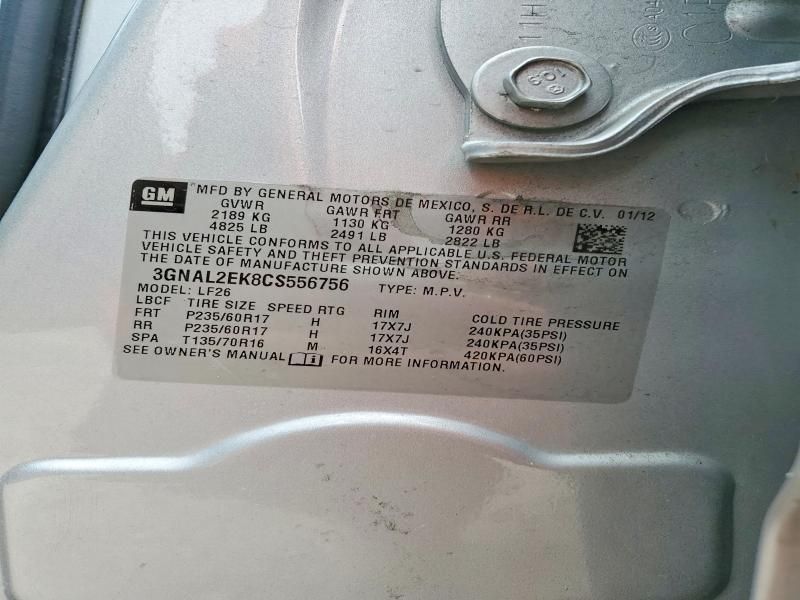 11H
10.9
GM
MFD BY GENERAL MOTORS DE MEXICO, S. DE R.L. DE C.V. 01/12
GVWR GAWR FRT GAWR RR
2189 KG 1130 KG 1280 KG
4825 LB 2491 LB 2822 LB
THIS VEHICLE CONFORMS TO ALL APPLICABLE U.S. FEDERAL MOTOR
VEHICLE SAFETY AND THEFT PREVENTION STANDARDS IN EFFECT ON
THE DATE OF MANUFACTURE SHOWN ABOVE.
3GNAL2EK8CS556756 TYPE: M.P.V.
MODEL: LF26
LBCF TIRE SIZE SPEED RTG RIM COLD TIRE PRESSURE
FRT P235/60R17 H 17X7J 240KPA(35PSI)
RR P235/60R17 H 17X7J 240KPA(35PSI)
SPA T135/70R16 M 16X4T 420KPA(60PSI)
SEE OWNER'S MANUAL i FOR MORE INFORMATION.